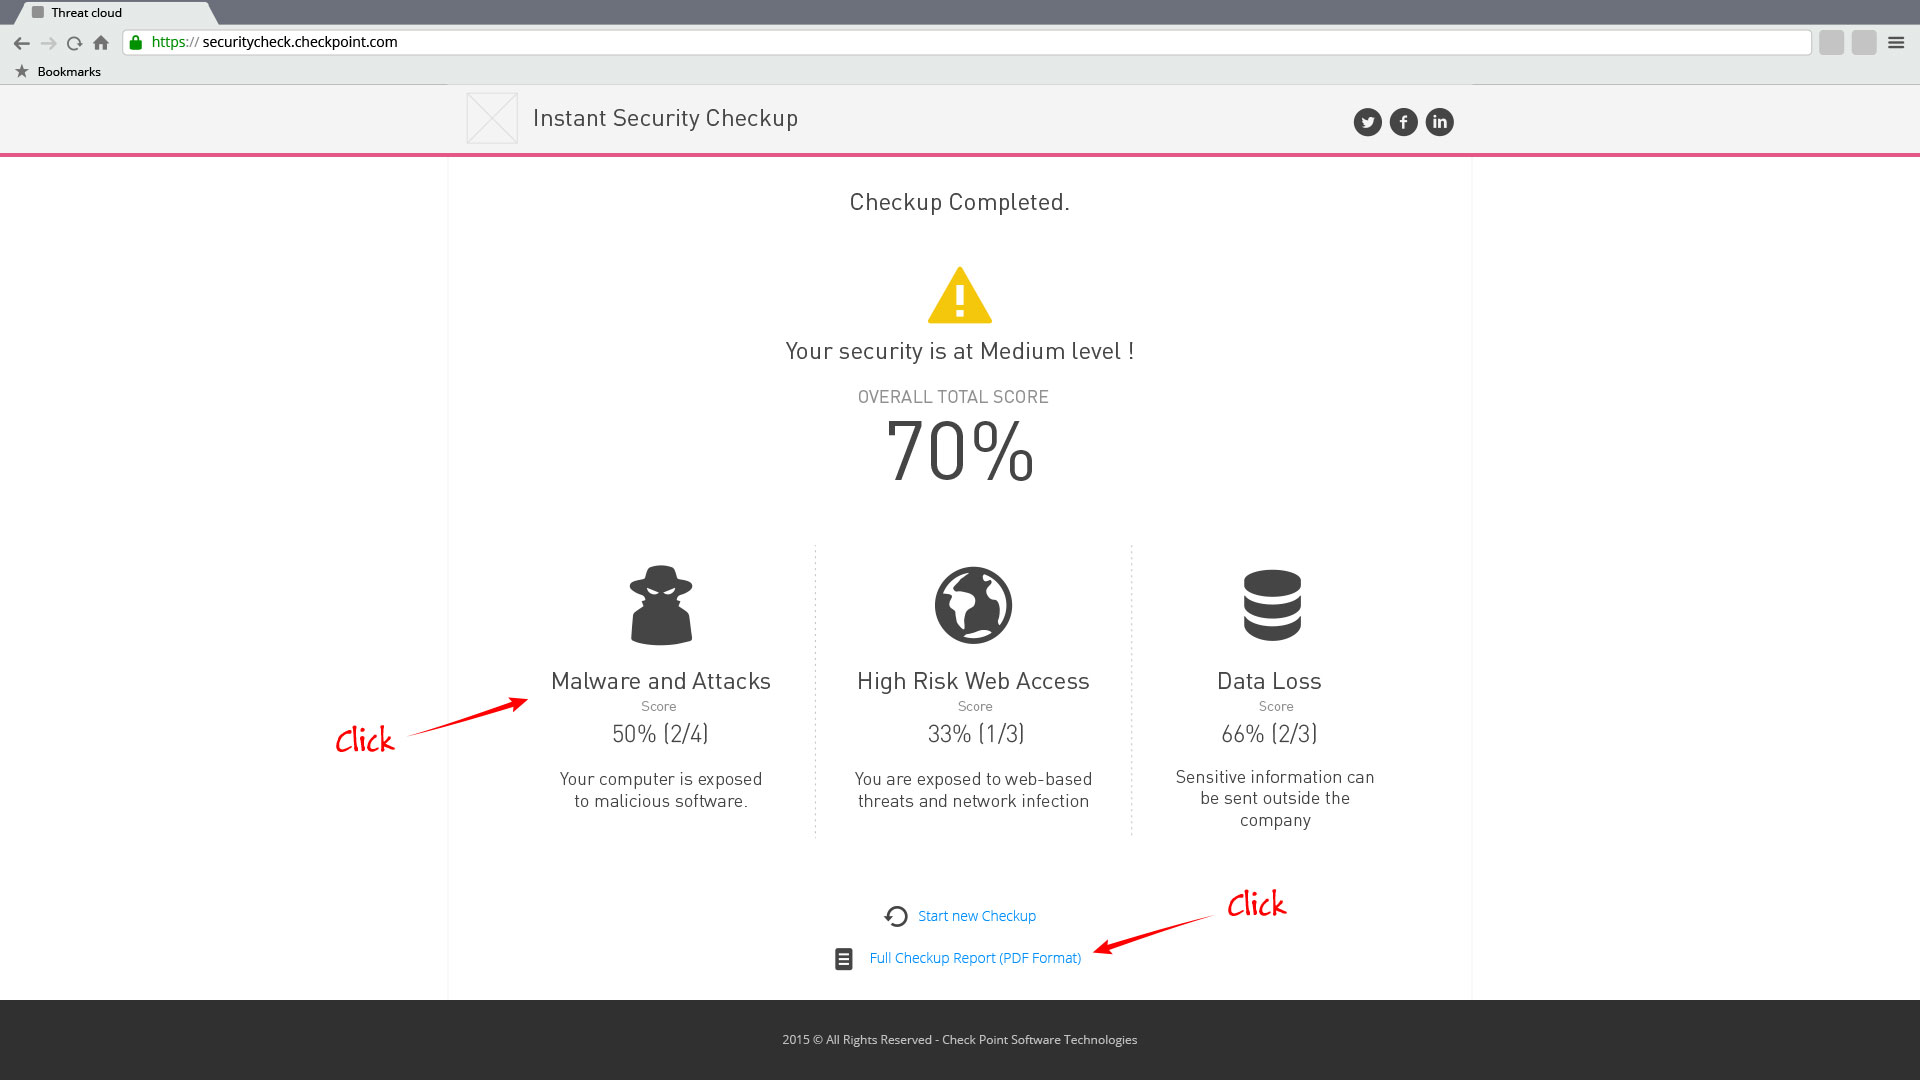 Threat cloud
https:// securitycheck.checkpoint.com
Bookmarks
Instant Security Checkup
Checkup Completed.
Your security is at Medium level !
OVERALL TOTAL SCORE
70%
Malware and Attacks
Score
50% (2/4)
Your computer is exposed
to malicious software.
High Risk Web Access
Score
33% (1/3)
You are exposed to web-based
threats and network infection
Data Loss
Score
66% (2/3)
Sensitive information can
be sent outside the
company
Click
Click
Start new Checkup
Full Checkup Report (PDF Format)
2015 © All Rights Reserved - Check Point Software Technologies